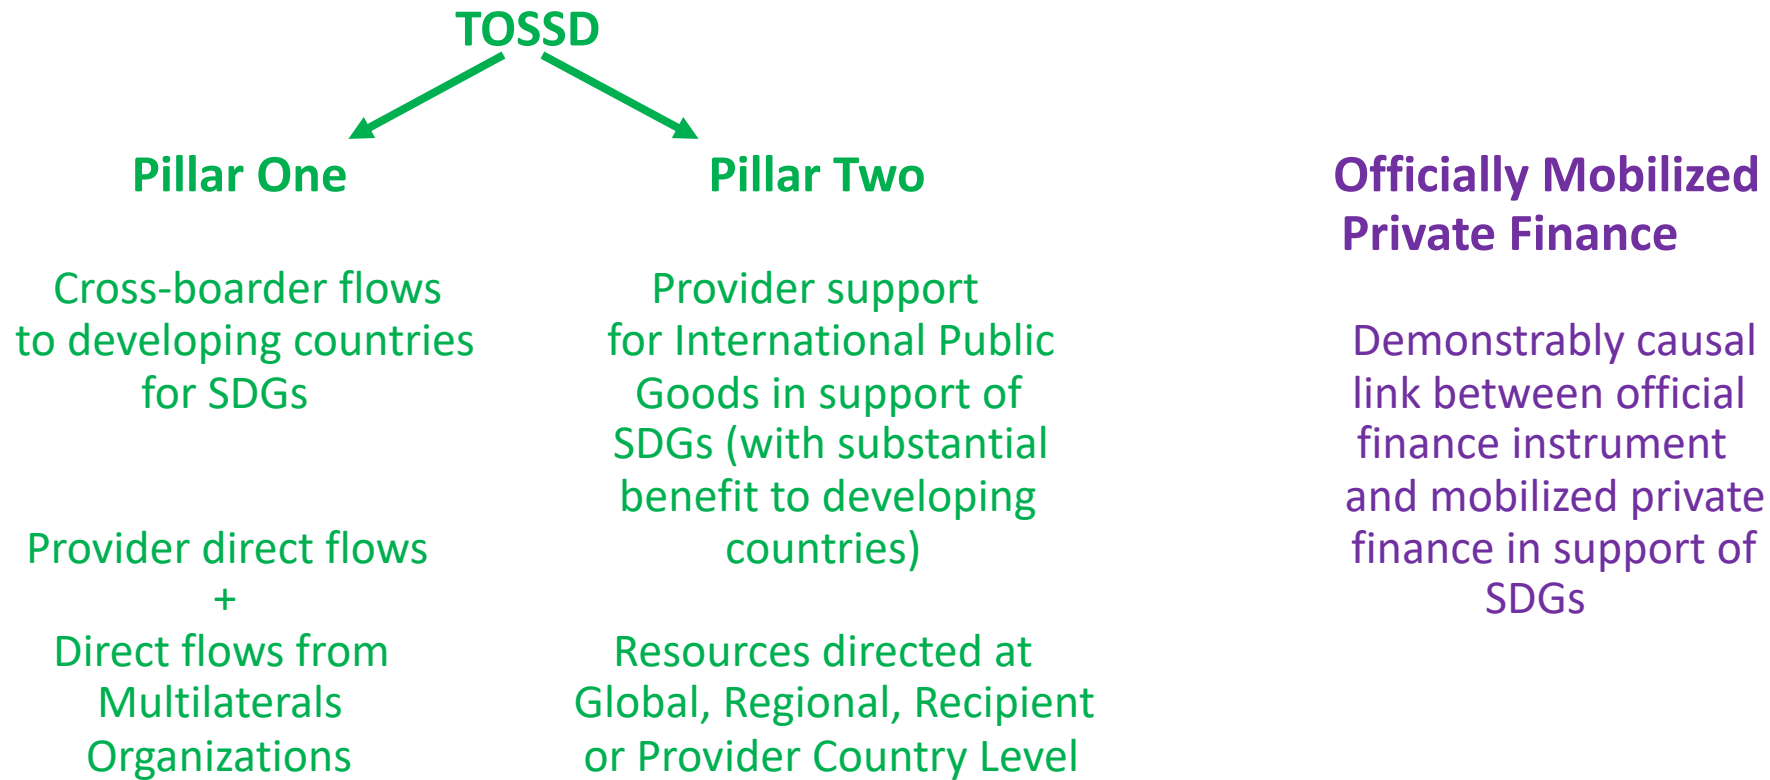 TOSSD
Pillar One
Cross-boarder flows
to developing countries
for SDGs
Provider direct flows
+
Direct flows from
Multilaterals
Organizations
Pillar Two
Provider support
for International Public
Goods in support of
SDGs (with substantial
benefit to developing
countries)
Resources directed at
Global, Regional, Recipient
or Provider Country Level
Officially Mobilized
Private Finance
Demonstrably causal
link between official
finance instrument
and mobilized private
finance in support of
SDGs